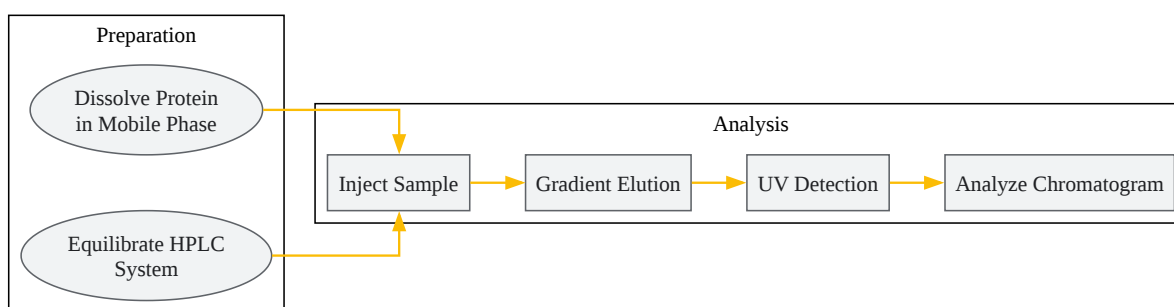 Preparation
Dissolve Protein
in Mobile Phase
Equilibrate HPLC
System
Analysis
Inject Sample
Gradient Elution
UV Detection
Analyze Chromatogram